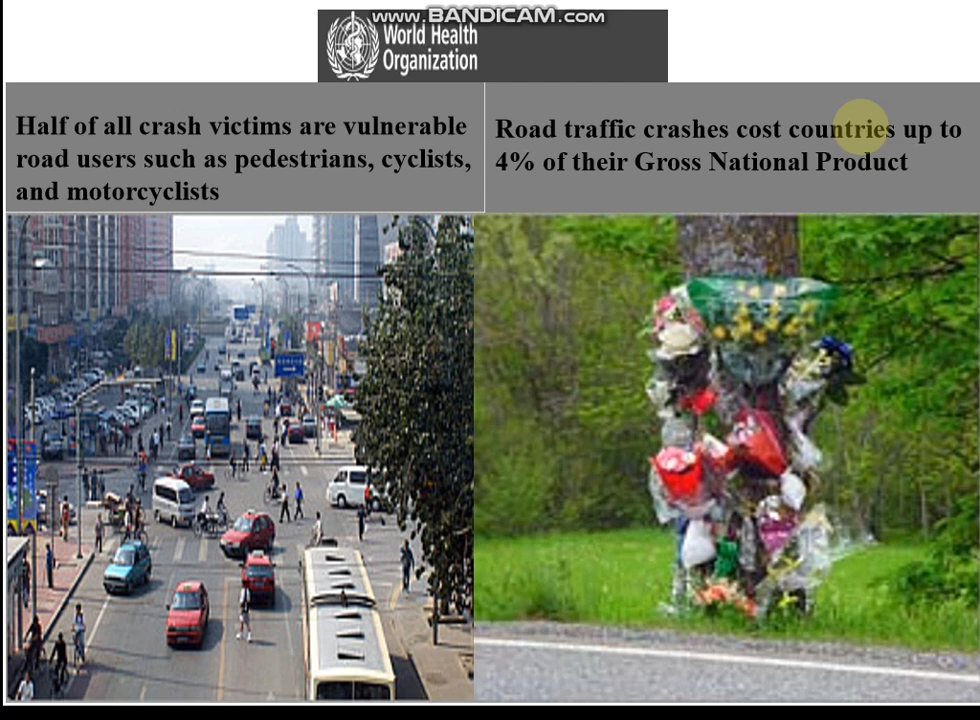 www.BANDICAM.com
World Health
Organization
Half of all crash victims are vulnerable
road users such as pedestrians, cyclists,
and motorcyclists
Road traffic crashes cost countries up to
4% of their Gross National Product